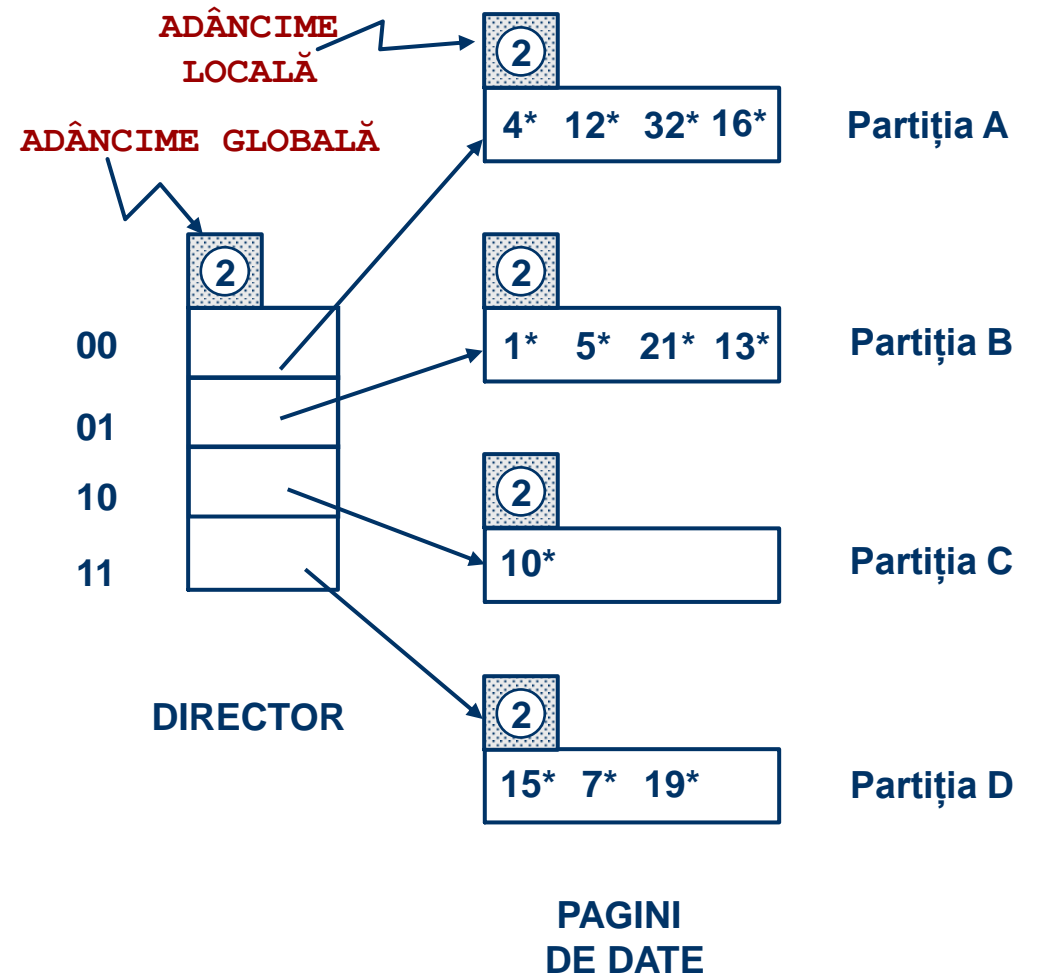 ADÂNCIME
LOCALĂ
2
4* 12* 32* 16*
Partiția A
ADÂNCIME GLOBALĂ
2
2
1* 5* 21* 13*
Partiția B
00
01
10
11
2
10*
Partiția C
DIRECTOR
2
15* 7* 19*
Partiția D
PAGINI
DE DATE